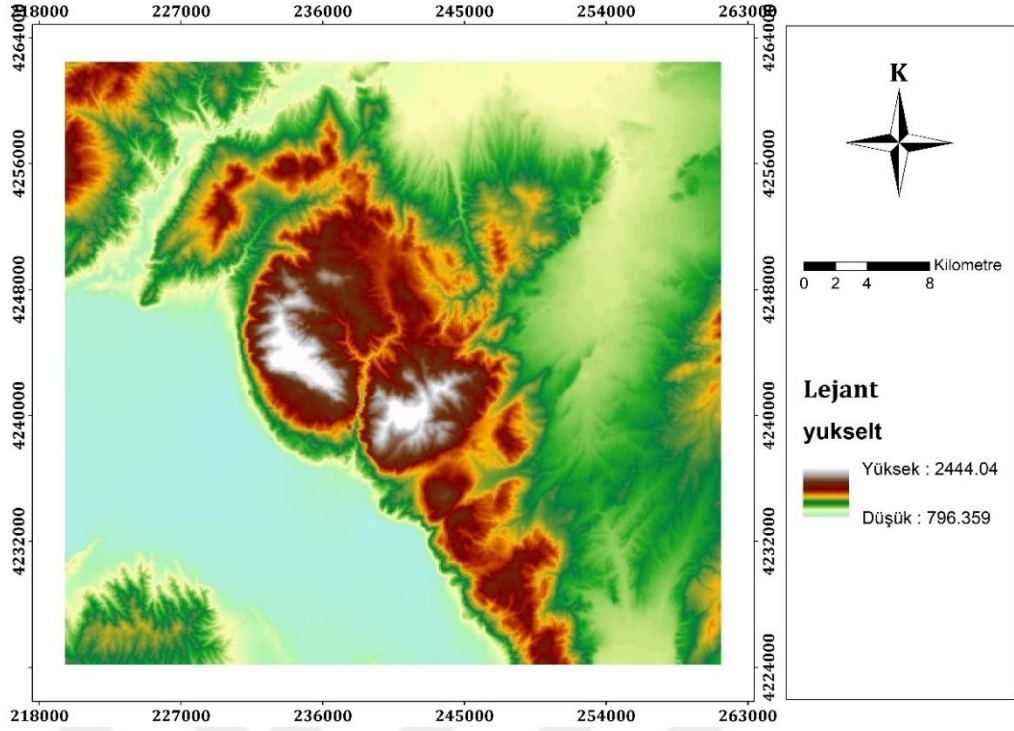 218000 227000 236000 245000 254000 263000
4264000 4264000
4256000 4256000
4248000 4248000
4240000 4240000
4232000 4232000
4224000
218000 227000 236000 245000 254000 263000
K
Kilometre
0 2 4 8
Lejant
yukselt
Yüksek : 2444.04
Düşük : 796.359